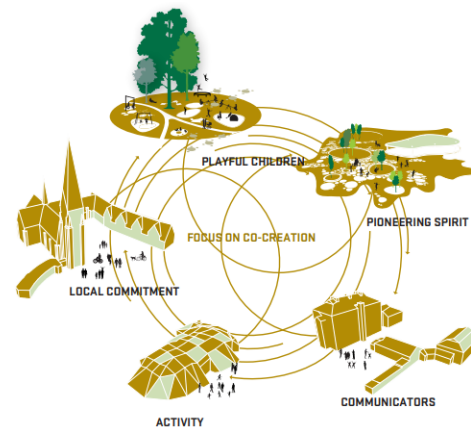 PLAYFUL CHILDREN
PIONEERING SPIRIT
FOCUS ON CO-CREATION
LOCAL COMMITMENT
COMMUNICATORS
ACTIVITY